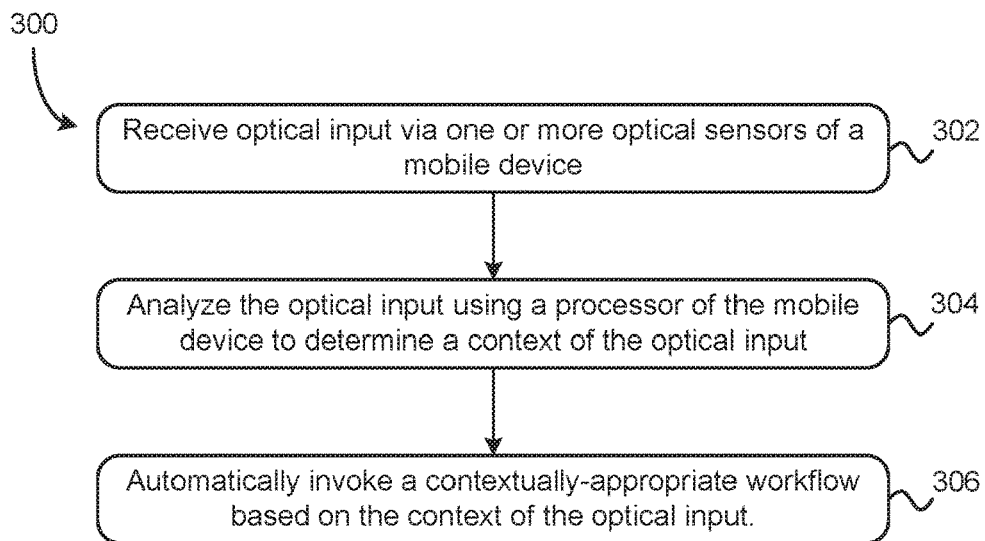 300
Receive optical input via one or more optical sensors of a
mobile device
302
Analyze the optical input using a processor of the mobile
device to determine a context of the optical input
304
Automatically invoke a contextually-appropriate workflow
based on the context of the optical input.
306